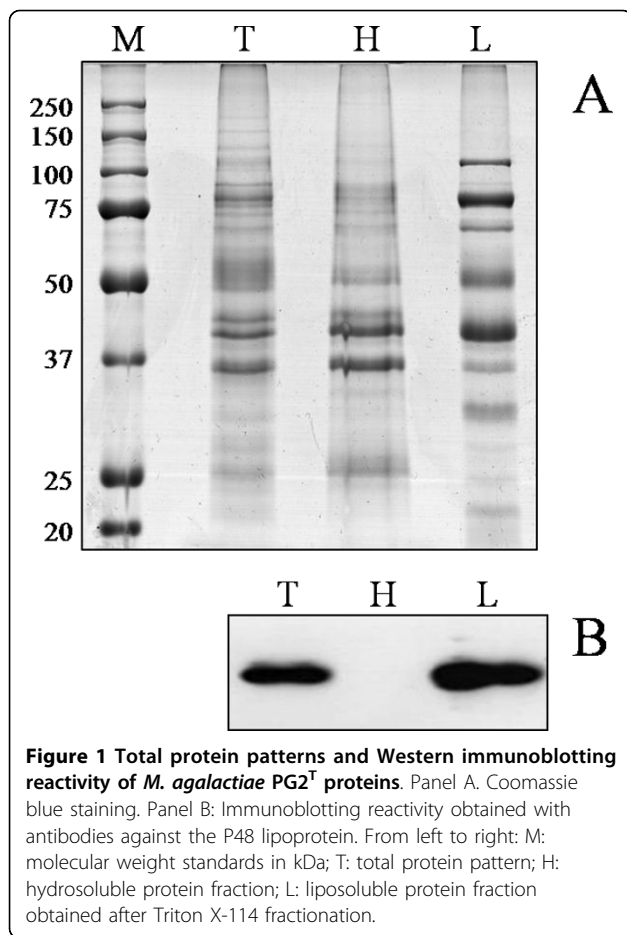 M T H L
A
250
150
100
75
50
37
25
20
T H L
B
Figure 1 Total protein patterns and Western immunoblotting
reactivity of M. agalactiae PG2ᵀ proteins. Panel A. Coomassie
blue staining. Panel B: Immunoblotting reactivity obtained with
antibodies against the P48 lipoprotein. From left to right: M:
molecular weight standards in kDa; T: total protein pattern; H:
hydrosoluble protein fraction; L: liposoluble protein fraction
obtained after Triton X-114 fractionation.